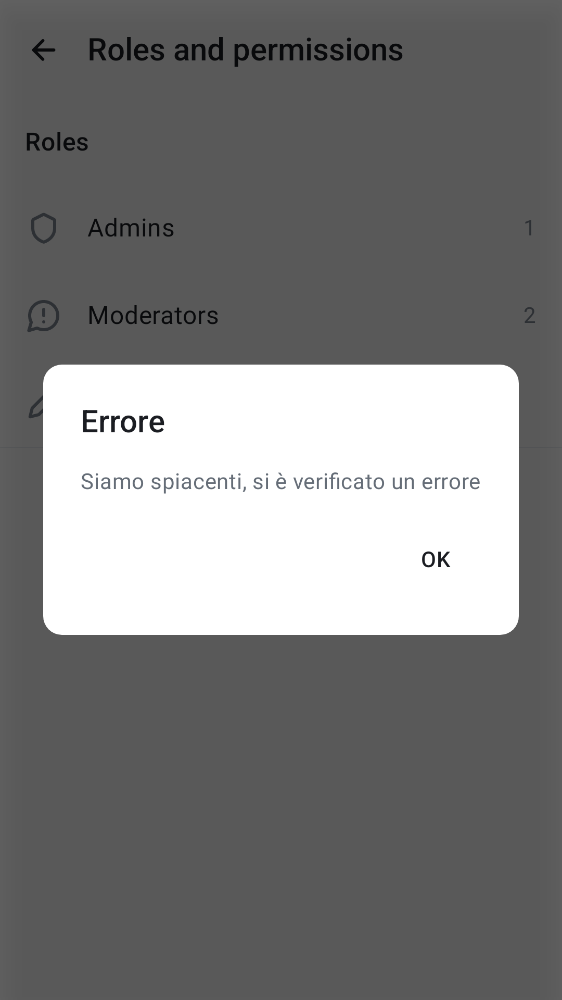 Roles and permissions
Roles
Admins 1
Moderators 2
Errore
Siamo spiacenti, si è verificato un errore
OK